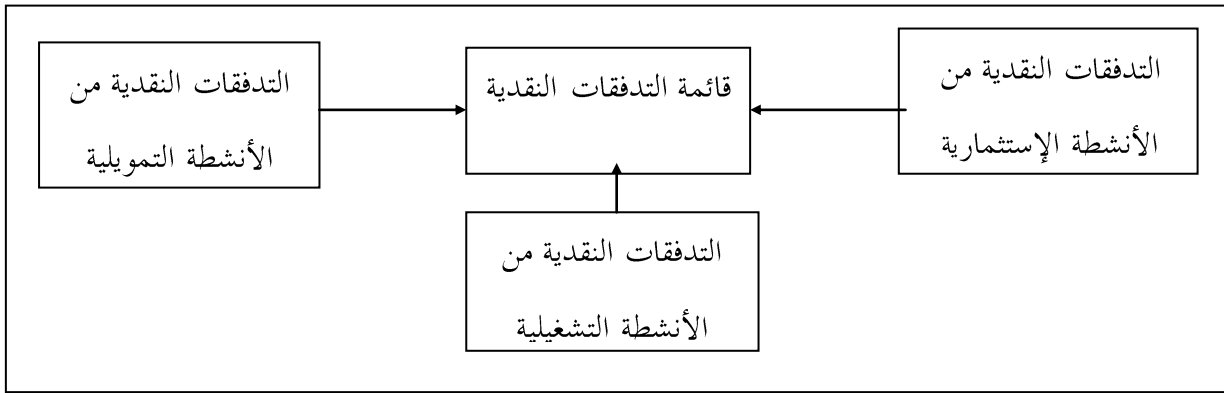 التدفقات النقدية من
الأنشطة الإستثمارية
قائمة التدفقات النقدية
التدفقات النقدية من
الأنشطة التمويلية
التدفقات النقدية من
الأنشطة التشغيلية